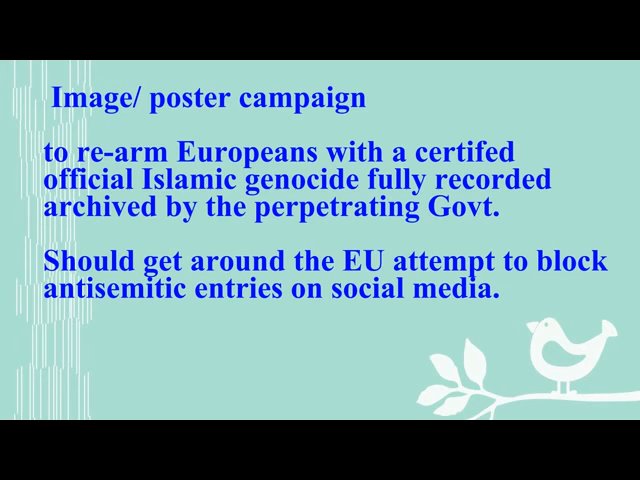 Image/ poster campaign
to re-arm Europeans with a certifed
official Islamic genocide fully recorded
archived by the perpetrating Govt.
Should get around the EU attempt to block
antisemitic entries on social media.